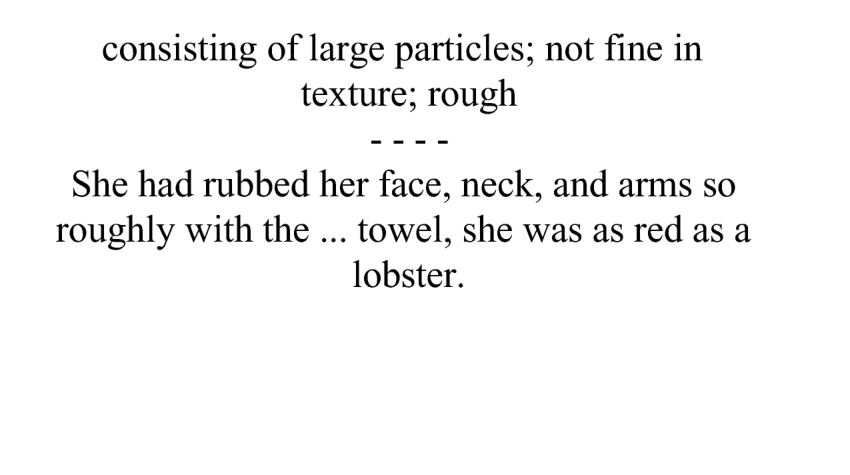 consisting of large particles; not fine in
texture; rough
- - - -
She had rubbed her face, neck, and arms so
roughly with the ... towel, she was as red as a
lobster.